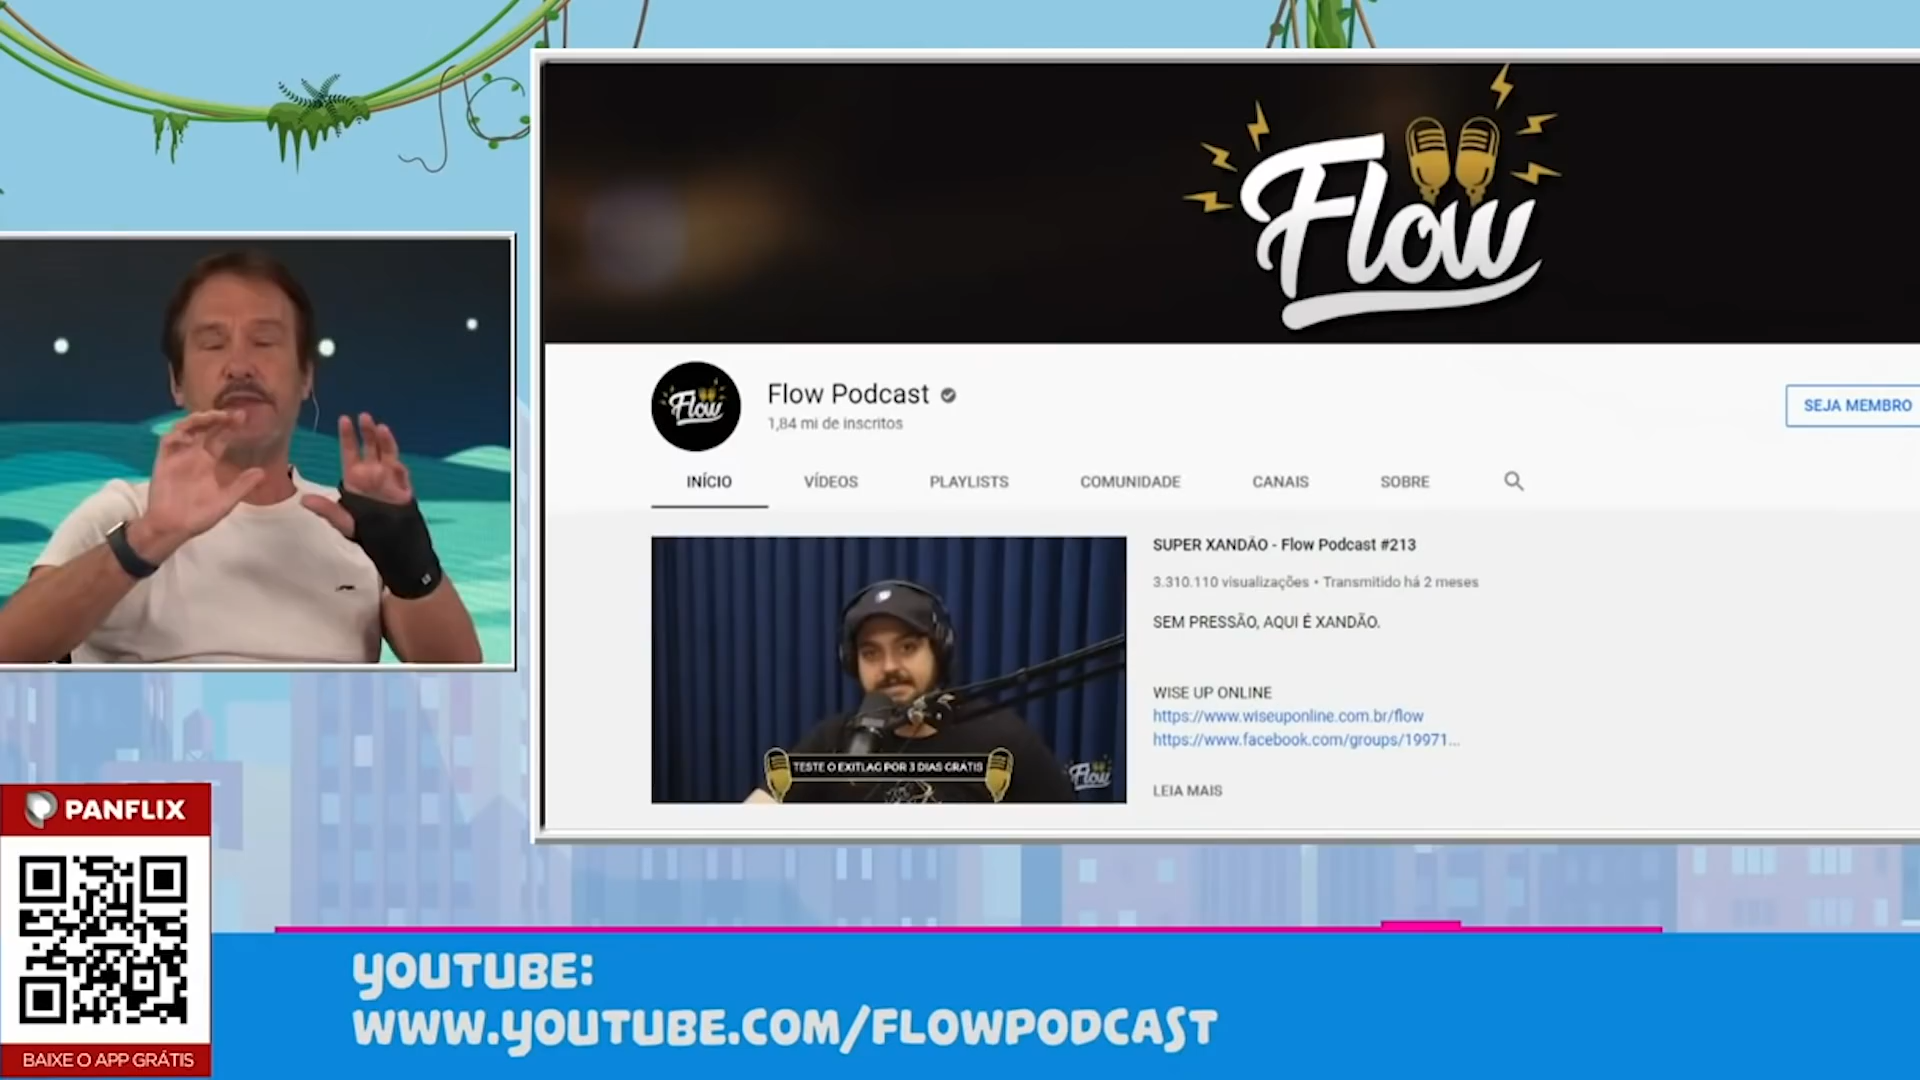 Flow
Flow
Flow Podcast
1,84 mi de inscritos
SEJA MEMBRO
INÍCIO
VÍDEOS
PLAYLISTS
COMUNIDADE
CANAIS
SOBRE
SUPER XANDÃO - Flow Podcast #213
3.310.110 visualizações • Transmitido há 2 meses
SEM PRESSÃO, AQUI É XANDÃO.
WISE UP ONLINE
https://www.wiseuponline.com.br/flow
https://www.facebook.com/groups/19971...
LEIA MAIS
TESTE O EXITLAG POR 3 DIAS GRÁTIS
Flow
PANFLIX
BAIXE O APP GRÁTIS
YOUTUBE:
WWW.YOUTUBE.COM/FLOWPODCAST